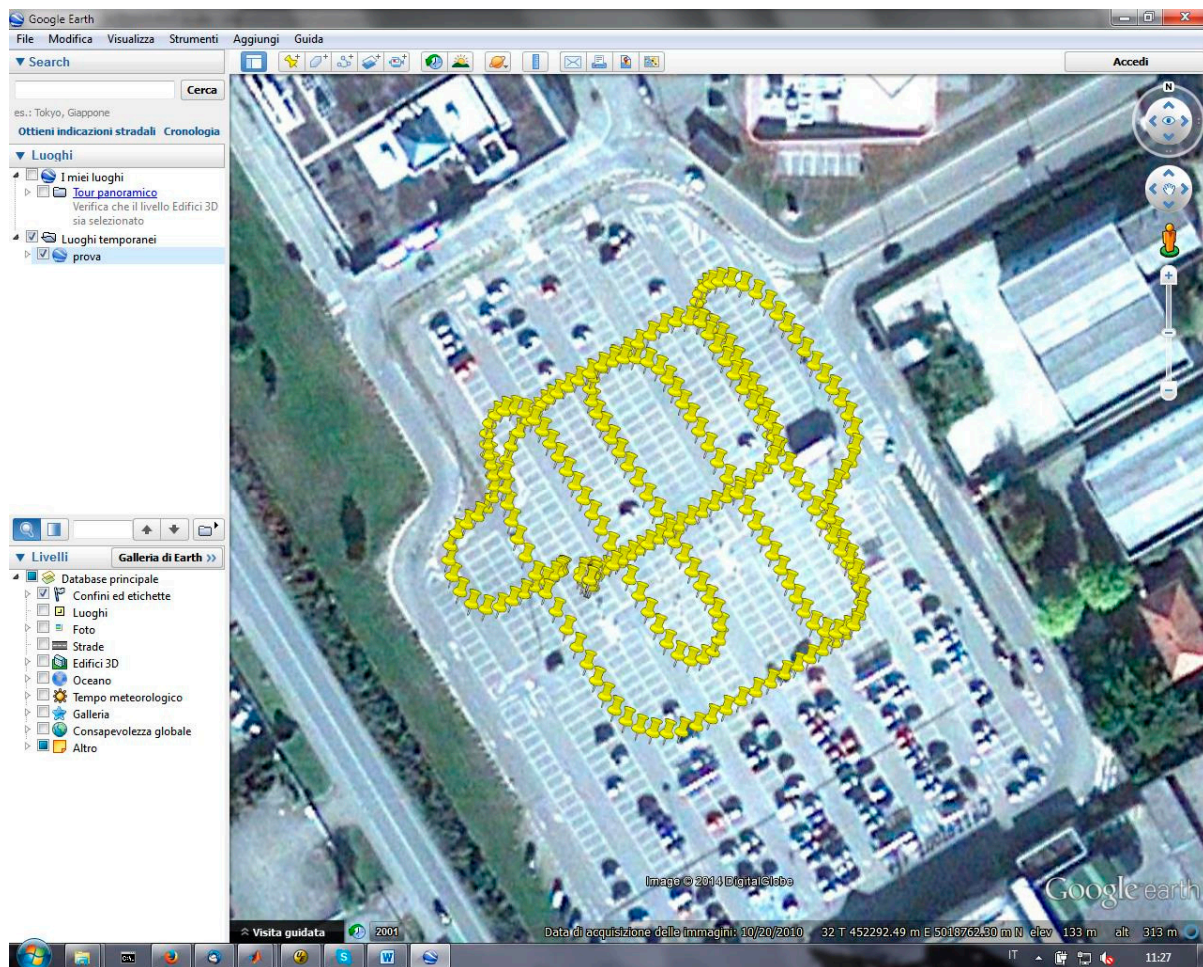 Google Earth
File Modifica Visualizza Strumenti Aggiungi Guida
Search
Cerca
es.: Tokyo, Giappone
Ottieni indicazioni stradali Cronologia
Luoghi
I miei luoghi
Tour panoramico
Verifica che il livello Edifici 3D
sia selezionato
Luoghi temporanei
prova
Livelli
Galleria di Earth >>
Database principale
Confini ed etichette
Luoghi
Foto
Strade
Edifici 3D
Oceano
Tempo meteorologico
Galleria
Consapevolezza globale
Altro
Accedi
N
Image © 2014 DigitalGlobe
Google earth
Visita guidata 2001 Data di acquisizione delle immagini: 10/20/2010 32 T 452292.49 m E 5018762.30 m N elev 133 m alt 313 m
IT 11:27